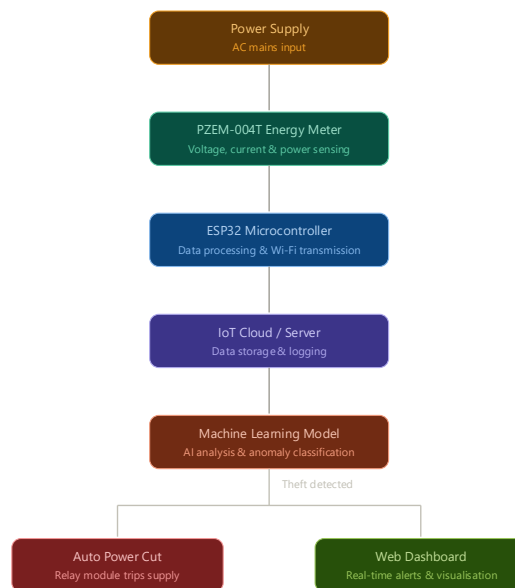 Power Supply
AC mains input
PZEM-004T Energy Meter
Voltage, current & power sensing
ESP32 Microcontroller
Data processing & Wi-Fi transmission
IoT Cloud / Server
Data storage & logging
Machine Learning Model
AI analysis & anomaly classification
Theft detected
Auto Power Cut
Relay module trips supply
Web Dashboard
Real-time alerts & visualisation